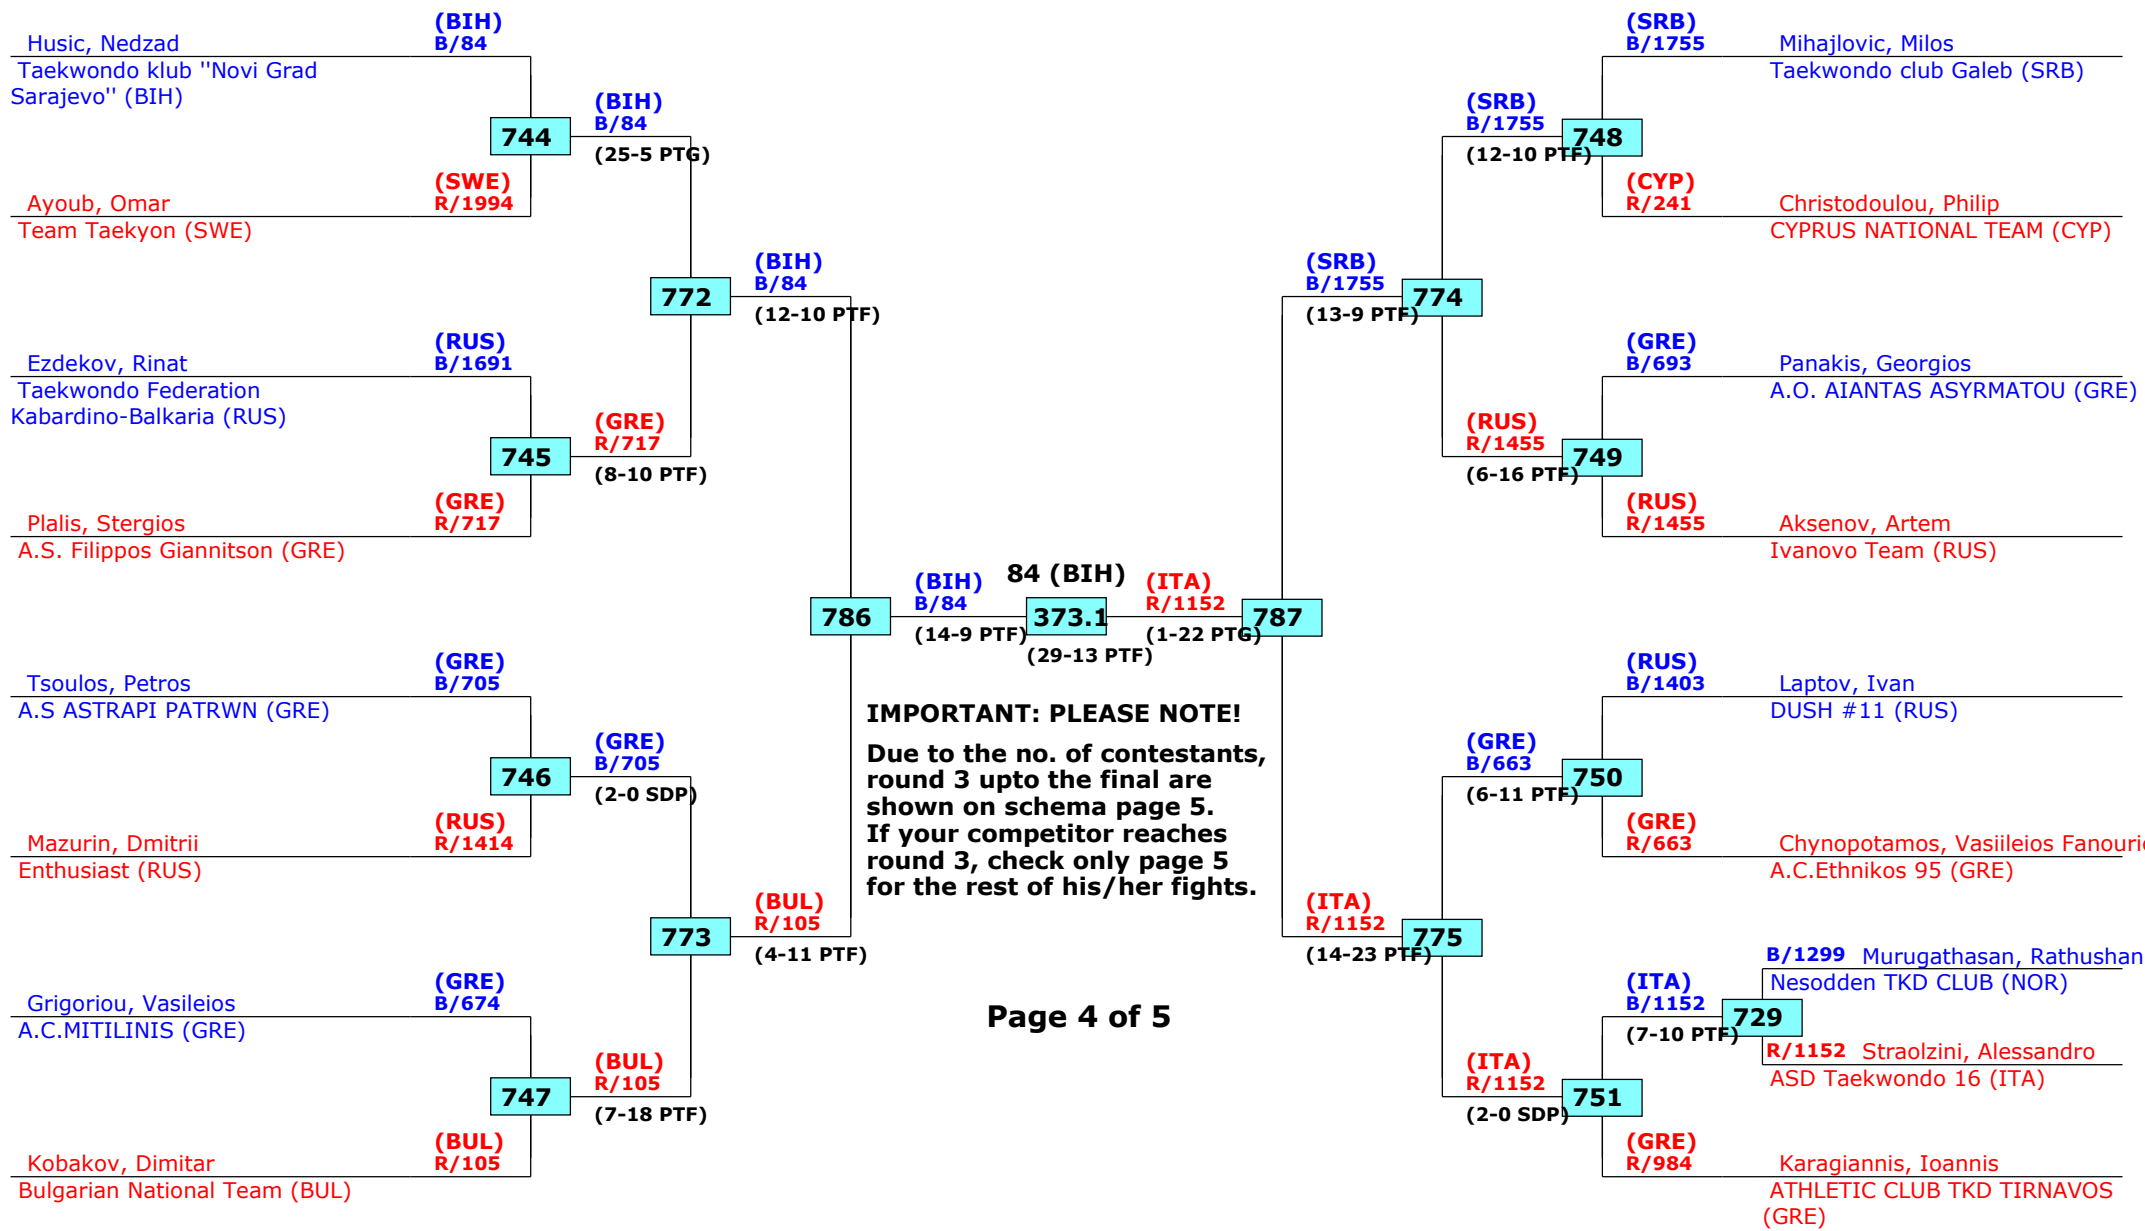 (BIH)
B/84
Husic, Nedzad
Taekwondo klub "Novi Grad
Sarajevo" (BIH)
744
(BIH)
B/84
(25-5 PTG)
(SWE)
R/1994
Ayoub, Omar
Team Taekyon (SWE)
772
(BIH)
B/84
(12-10 PTF)
(RUS)
B/1691
Ezdekov, Rinat
Taekwondo Federation
Kabardino-Balkaria (RUS)
745
(GRE)
R/717
(8-10 PTF)
(GRE)
R/717
Plalis, Stergios
A.S. Filippos Giannitson (GRE)
786
(BIH)
B/84
(14-9 PTF)
84 (BIH)
373.1
(29-13 PTF)
(ITA)
R/1152
(1-22 PTG)
787
(GRE)
B/705
Tsoulos, Petros
A.S ASTRAPI PATRWN (GRE)
746
(GRE)
B/705
(2-0 SDP)
(RUS)
R/1414
Mazurin, Dmitrii
Enthusiast (RUS)
773
(BUL)
R/105
(4-11 PTF)
(GRE)
B/674
Grigoriou, Vasileios
A.C.MITILINIS (GRE)
747
(BUL)
R/105
(7-18 PTF)
(BUL)
R/105
Kobakov, Dimitar
Bulgarian National Team (BUL)
IMPORTANT: PLEASE NOTE!
Due to the no. of contestants,
round 3 upto the final are
shown on schema page 5.
If your competitor reaches
round 3, check only page 5
for the rest of his/her fights.
Page 4 of 5
(SRB)
B/1755
Mihajlovic, Milos
Taekwondo club Galeb (SRB)
(SRB)
B/1755
(12-10 PTF)
748
(CYP)
R/241
Christodoulou, Philip
CYPRUS NATIONAL TEAM (CYP)
(SRB)
B/1755
(13-9 PTF)
774
(GRE)
B/693
Panakis, Georgios
A.O. AIANTAS ASYRMATOU (GRE)
(RUS)
R/1455
(6-16 PTF)
749
(RUS)
R/1455
Aksenov, Artem
Ivanovo Team (RUS)
(RUS)
B/1403
Laptov, Ivan
DUSH #11 (RUS)
(GRE)
B/663
(6-11 PTF)
750
(GRE)
R/663
Chynopotamos, Vasiileios
A.C.Ethnikos 95 (GRE)
(ITA)
R/1152
(14-23 PTF)
775
B/1299 Murugathasan, Rathushan
Nesodden TKD CLUB (NOR)
(ITA)
B/1152
(7-10 PTF)
729
R/1152 Straolzini, Alessandro
ASD Taekwondo 16 (ITA)
(ITA)
R/1152
(2-0 SDP)
751
(GRE)
R/984
Karagiannis, Ioannis
ATHLETIC CLUB TKD TIRNAVOS
(GRE)